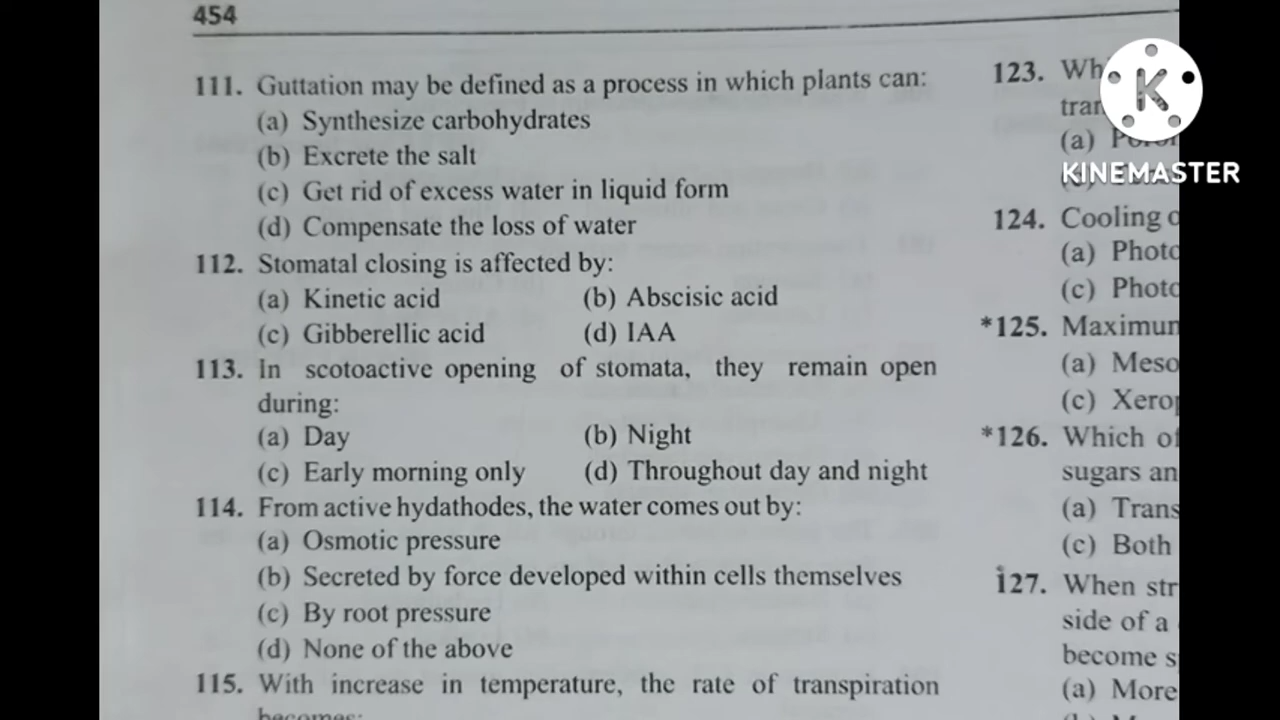 454
111. Guttation may be defined as a process in which plants can:
(a) Synthesize carbohydrates
(b) Excrete the salt
(c) Get rid of excess water in liquid form
(d) Compensate the loss of water
112. Stomatal closing is affected by:
(a) Kinetic acid (b) Abscisic acid
(c) Gibberellic acid (d) IAA
113. In scotoactive opening of stomata, they remain open
during:
(a) Day (b) Night
(c) Early morning only (d) Throughout day and night
114. From active hydathodes, the water comes out by:
(a) Osmotic pressure
(b) Secreted by force developed within cells themselves
(c) By root pressure
(d) None of the above
115. With increase in temperature, the rate of transpiration
becomes:
123. Wh
tran
(a)
124. Cooling o
(a) Photo
(c) Photo
*125. Maximum
(a) Meso
(c) Xerop
*126. Which of
sugars an
(a) Trans
(c) Both
127. When str
side of a
become s
(a) More
K
KINEMASTER